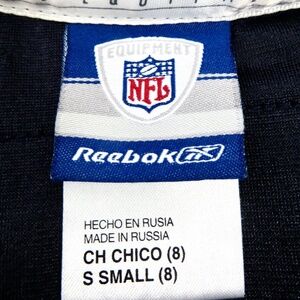 EQUIPMENT
NFL
Reebok
HECHO EN RUSIA
MADE IN RUSSIA
CH CHICO (8)
S SMALL (8)